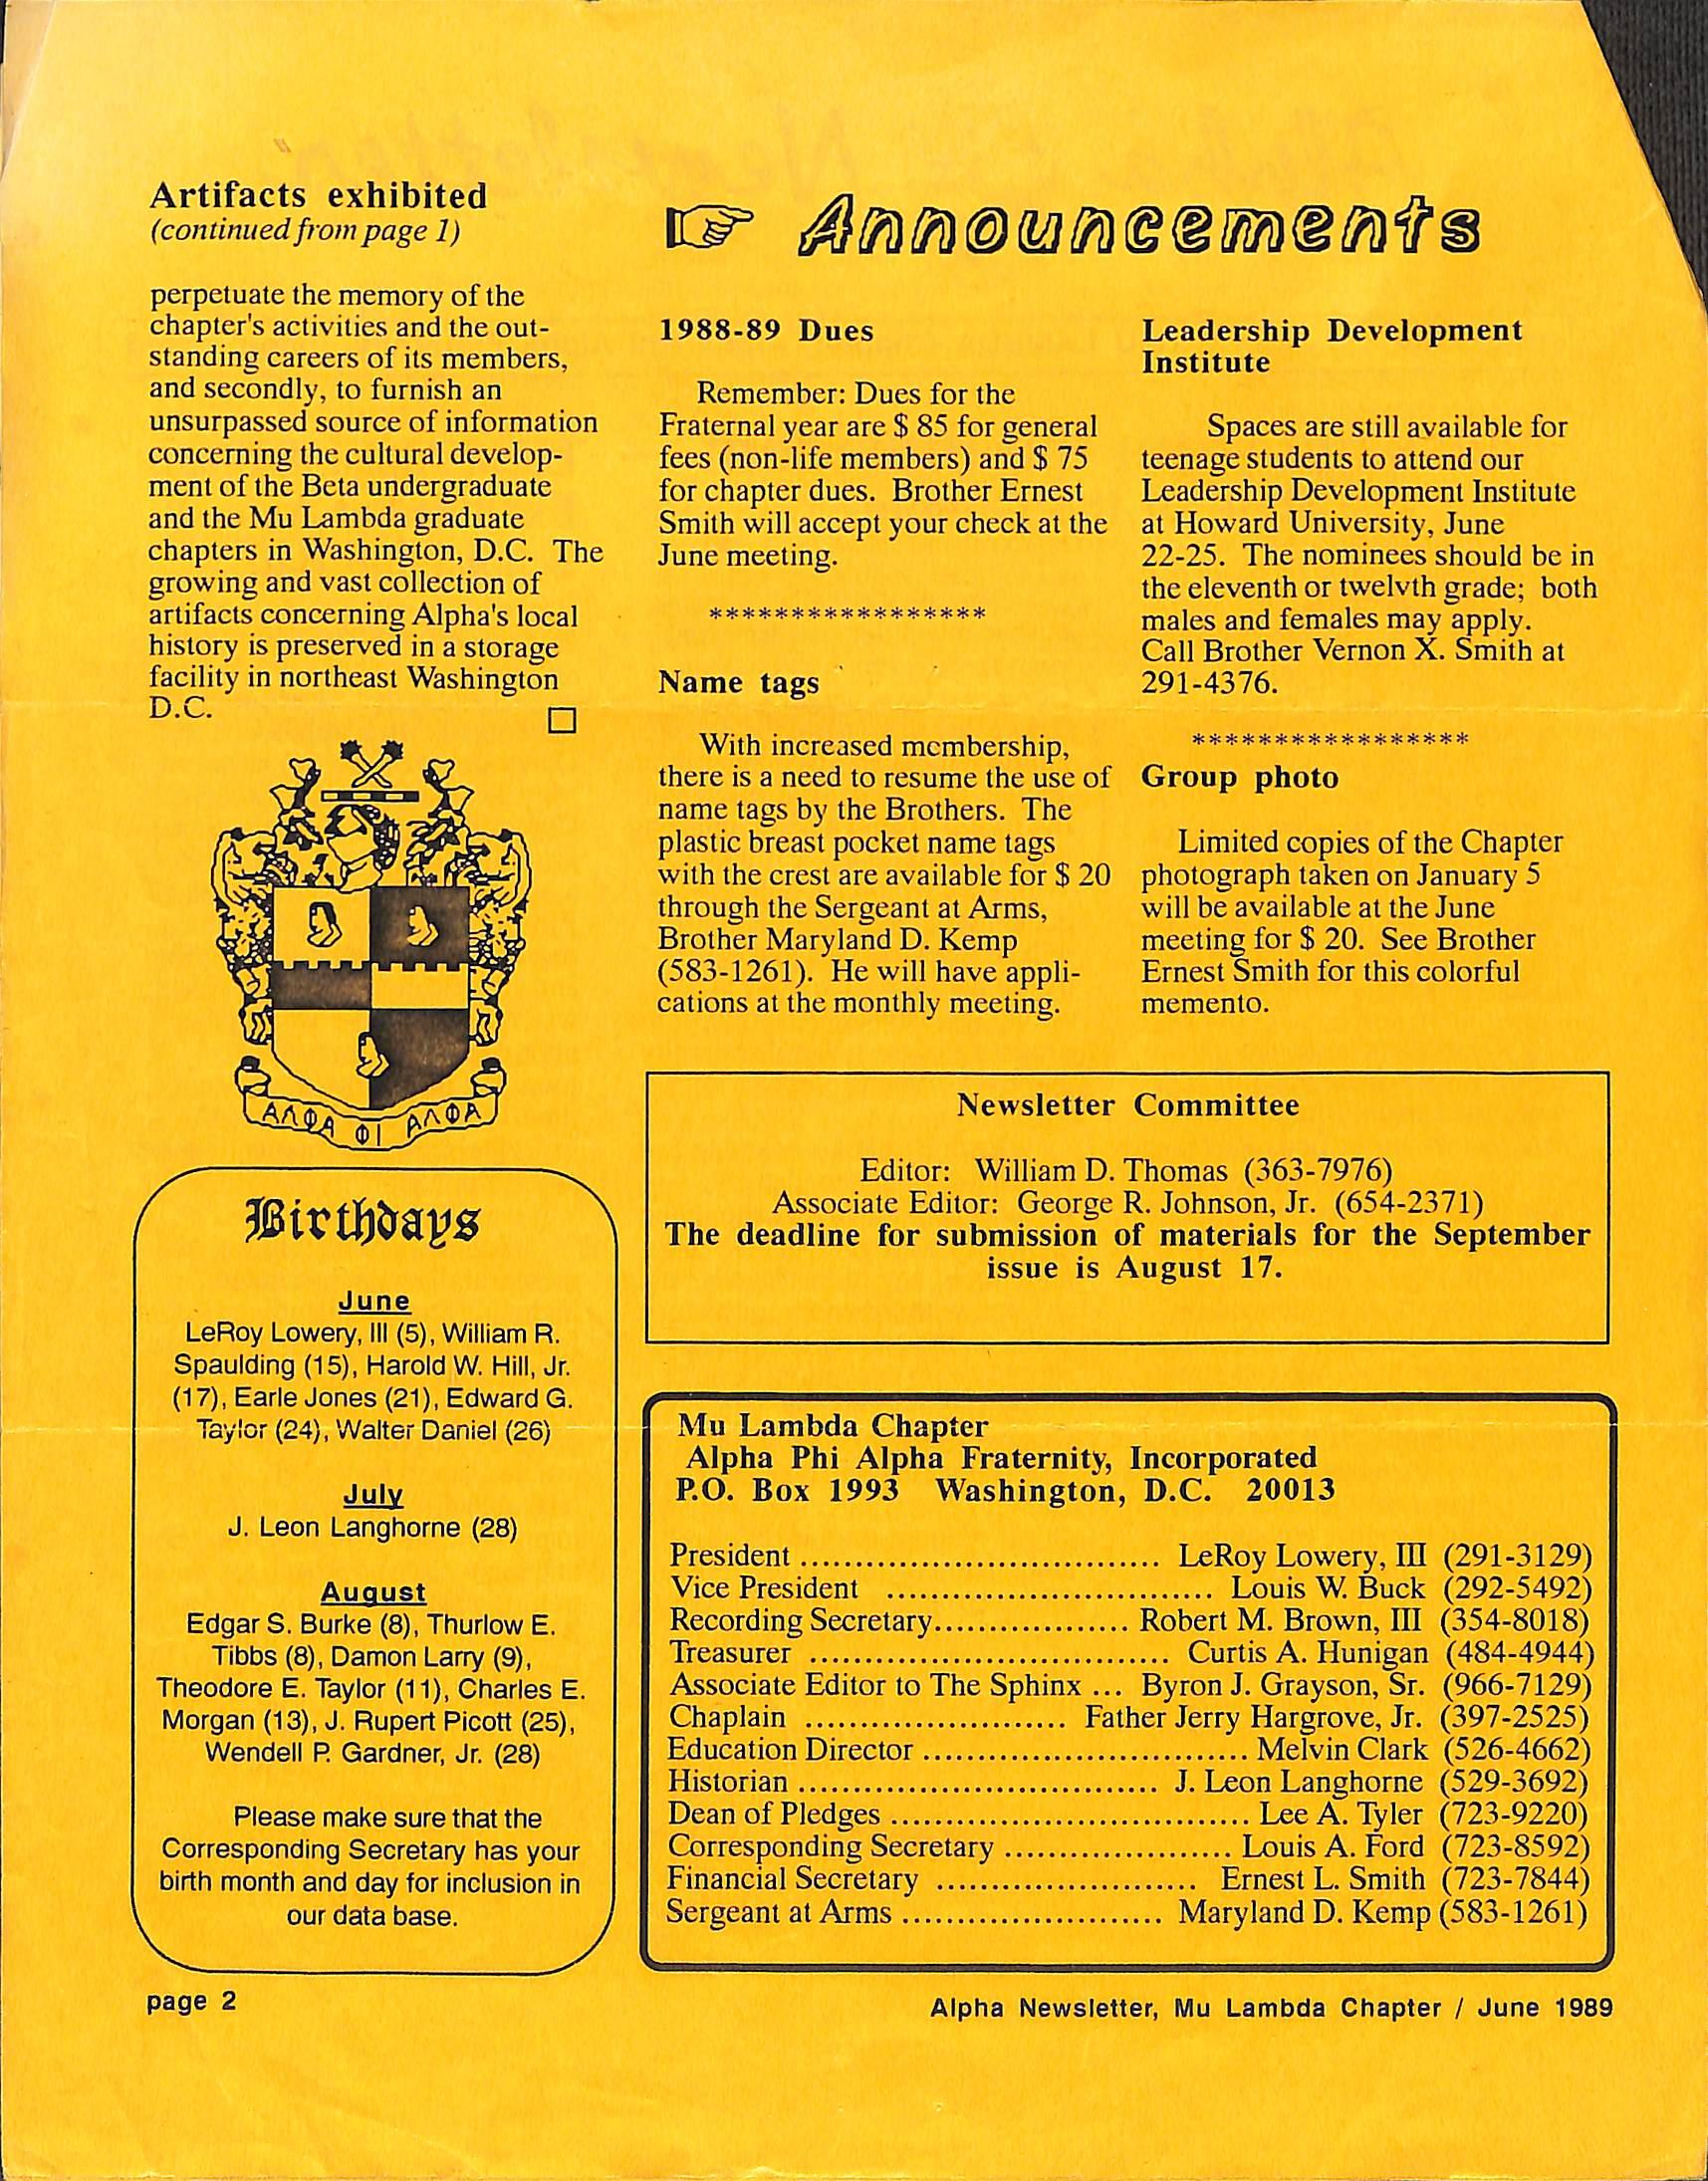 Artifacts exhibited
(continued from page 1)
perpetuate the memory of the
chapter's activities and the out-
standing careers of its members,
and secondly, to furnish an
unsurpassed source of information
concerning the cultural develop-
ment of the Beta undergraduate
and the Mu Lambda graduate
chapters in Washington, D.C. The
growing and vast collection of
artifacts concerning Alpha's local
history is preserved in a storage
facility in northeast Washington
D.C.
ΑΛΦΑ ΦΙ ΑΛΦΑ
Birthdays
June
LeRoy Lowery, III (5), William R.
Spaulding (15), Harold W. Hill, Jr.
(17), Earle Jones (21), Edward G.
Taylor (24), Walter Daniel (26)
July
J. Leon Langhorne (28)
August
Edgar S. Burke (8), Thurlow E.
Tibbs (8), Damon Larry (9),
Theodore E. Taylor (11), Charles E.
Morgan (13), J. Rupert Picott (25),
Wendell P. Gardner, Jr. (28)
Please make sure that the
Corresponding Secretary has your
birth month and day for inclusion in
our data base.
Announcements
1988-89 Dues
Remember: Dues for the
Fraternal year are $ 85 for general
fees (non-life members) and $ 75
for chapter dues. Brother Ernest
Smith will accept your check at the
June meeting.
*****************
Name tags
With increased membership,
there is a need to resume the use of
name tags by the Brothers. The
plastic breast pocket name tags
with the crest are available for $ 20
through the Sergeant at Arms,
Brother Maryland D. Kemp
(583-1261). He will have appli-
cations at the monthly meeting.
Leadership Development
Institute
Spaces are still available for
teenage students to attend our
Leadership Development Institute
at Howard University, June
22-25. The nominees should be in
the eleventh or twelvth grade; both
males and females may apply.
Call Brother Vernon X. Smith at
291-4376.
*****************
Group photo
Limited copies of the Chapter
photograph taken on January 5
will be available at the June
meeting for $ 20. See Brother
Ernest Smith for this colorful
memento.
Newsletter Committee
Editor: William D. Thomas (363-7976)
Associate Editor: George R. Johnson, Jr. (654-2371)
The deadline for submission of materials for the September
issue is August 17.
Mu Lambda Chapter
Alpha Phi Alpha Fraternity, Incorporated
P.O. Box 1993 Washington, D.C. 20013
President ................................. LeRoy Lowery, III (291-3129)
Vice President .............................. Louis W. Buck (292-5492)
Recording Secretary.................. Robert M. Brown, III (354-8018)
Treasurer ................................. Curtis A. Hunigan (484-4944)
Associate Editor to The Sphinx ... Byron J. Grayson, Sr. (966-7129)
Chaplain ........................ Father Jerry Hargrove, Jr. (397-2525)
Education Director .............................. Melvin Clark (526-4662)
Historian ................................. J. Leon Langhorne (529-3692)
Dean of Pledges ................................. Lee A. Tyler (723-9220)
Corresponding Secretary ..................... Louis A. Ford (723-8592)
Financial Secretary ........................ Ernest L. Smith (723-7844)
Sergeant at Arms ........................ Maryland D. Kemp (583-1261)
page 2
Alpha Newsletter, Mu Lambda Chapter / June 1989